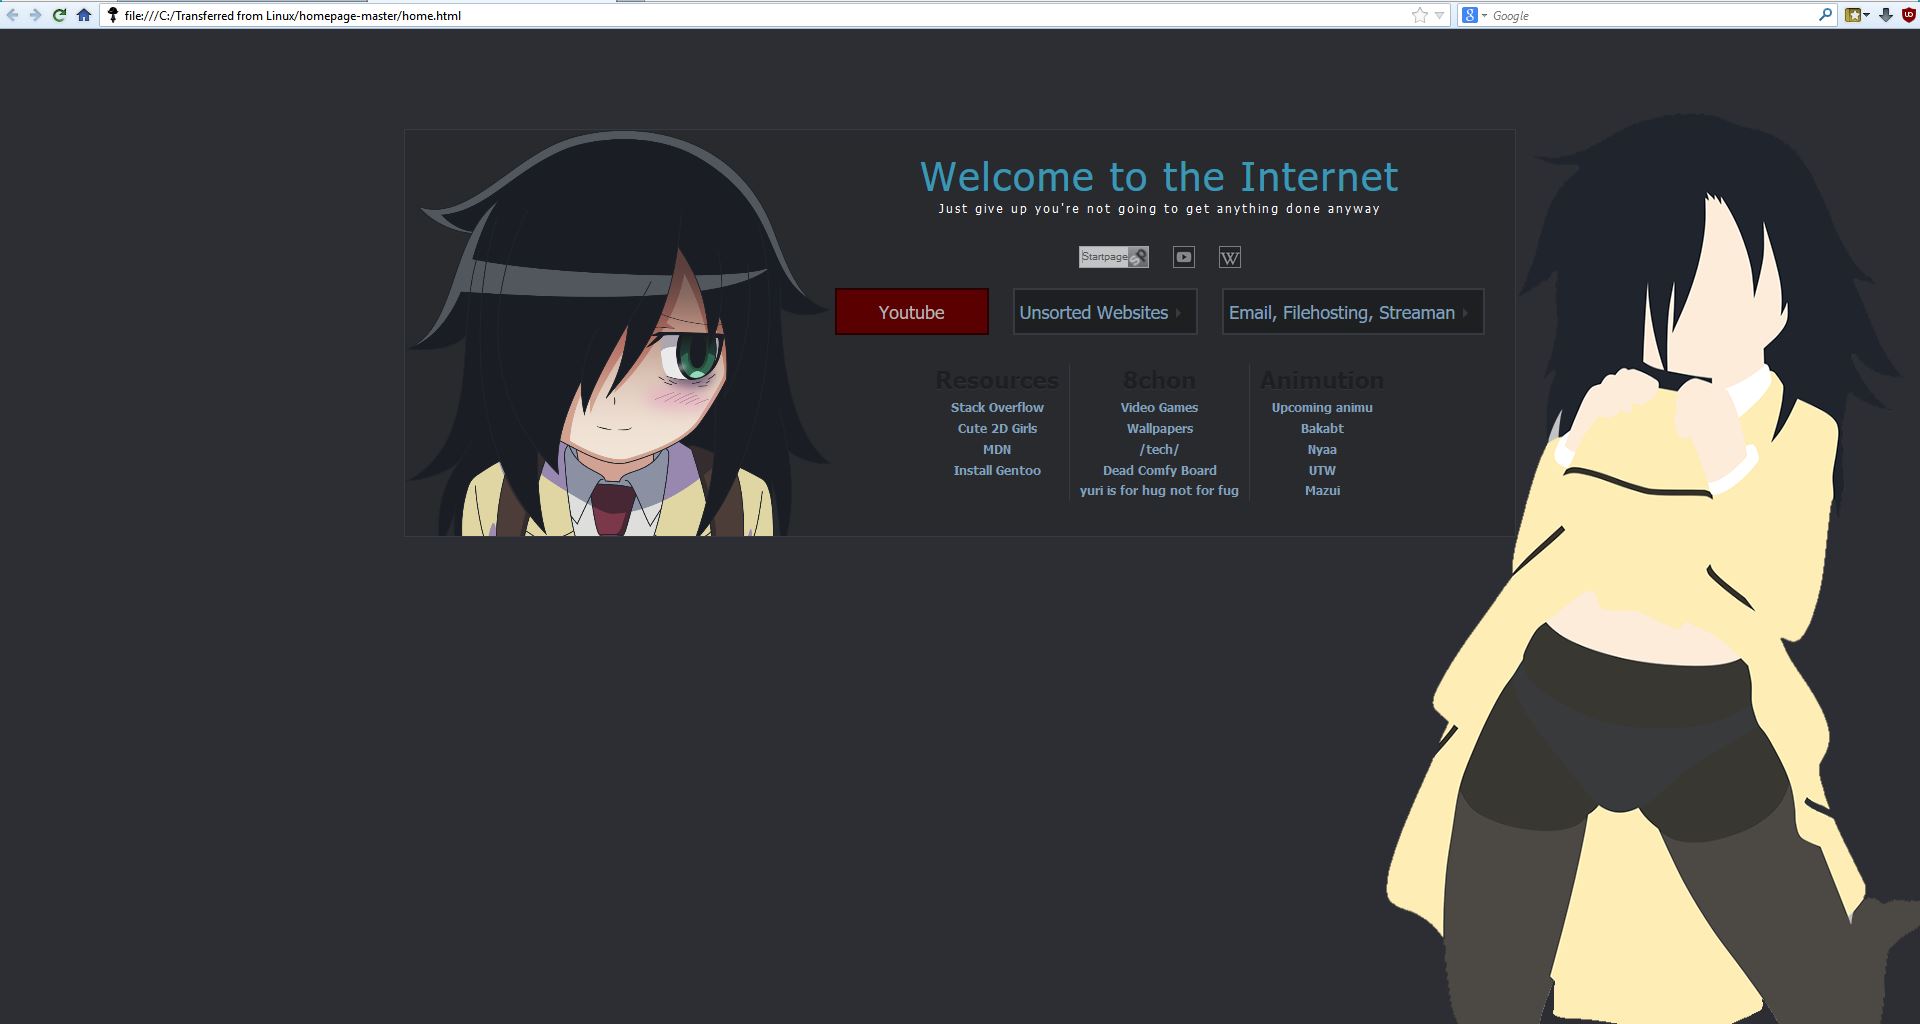 file:///C:/Transferred from Linux/homepage-master/home.html
Google
Welcome to the Internet
Just give up you're not going to get anything done anyway
Startpage
W
Youtube
Unsorted Websites
Email, Filehosting, Streaman
Resources
Stack Overflow
Cute 2D Girls
MDN
Install Gentoo
8chon
Video Games
Wallpapers
/tech/
Dead Comfy Board
yuri is for hug not for fug
Animution
Upcoming animu
Bakabt
Nyaa
UTW
Mazui